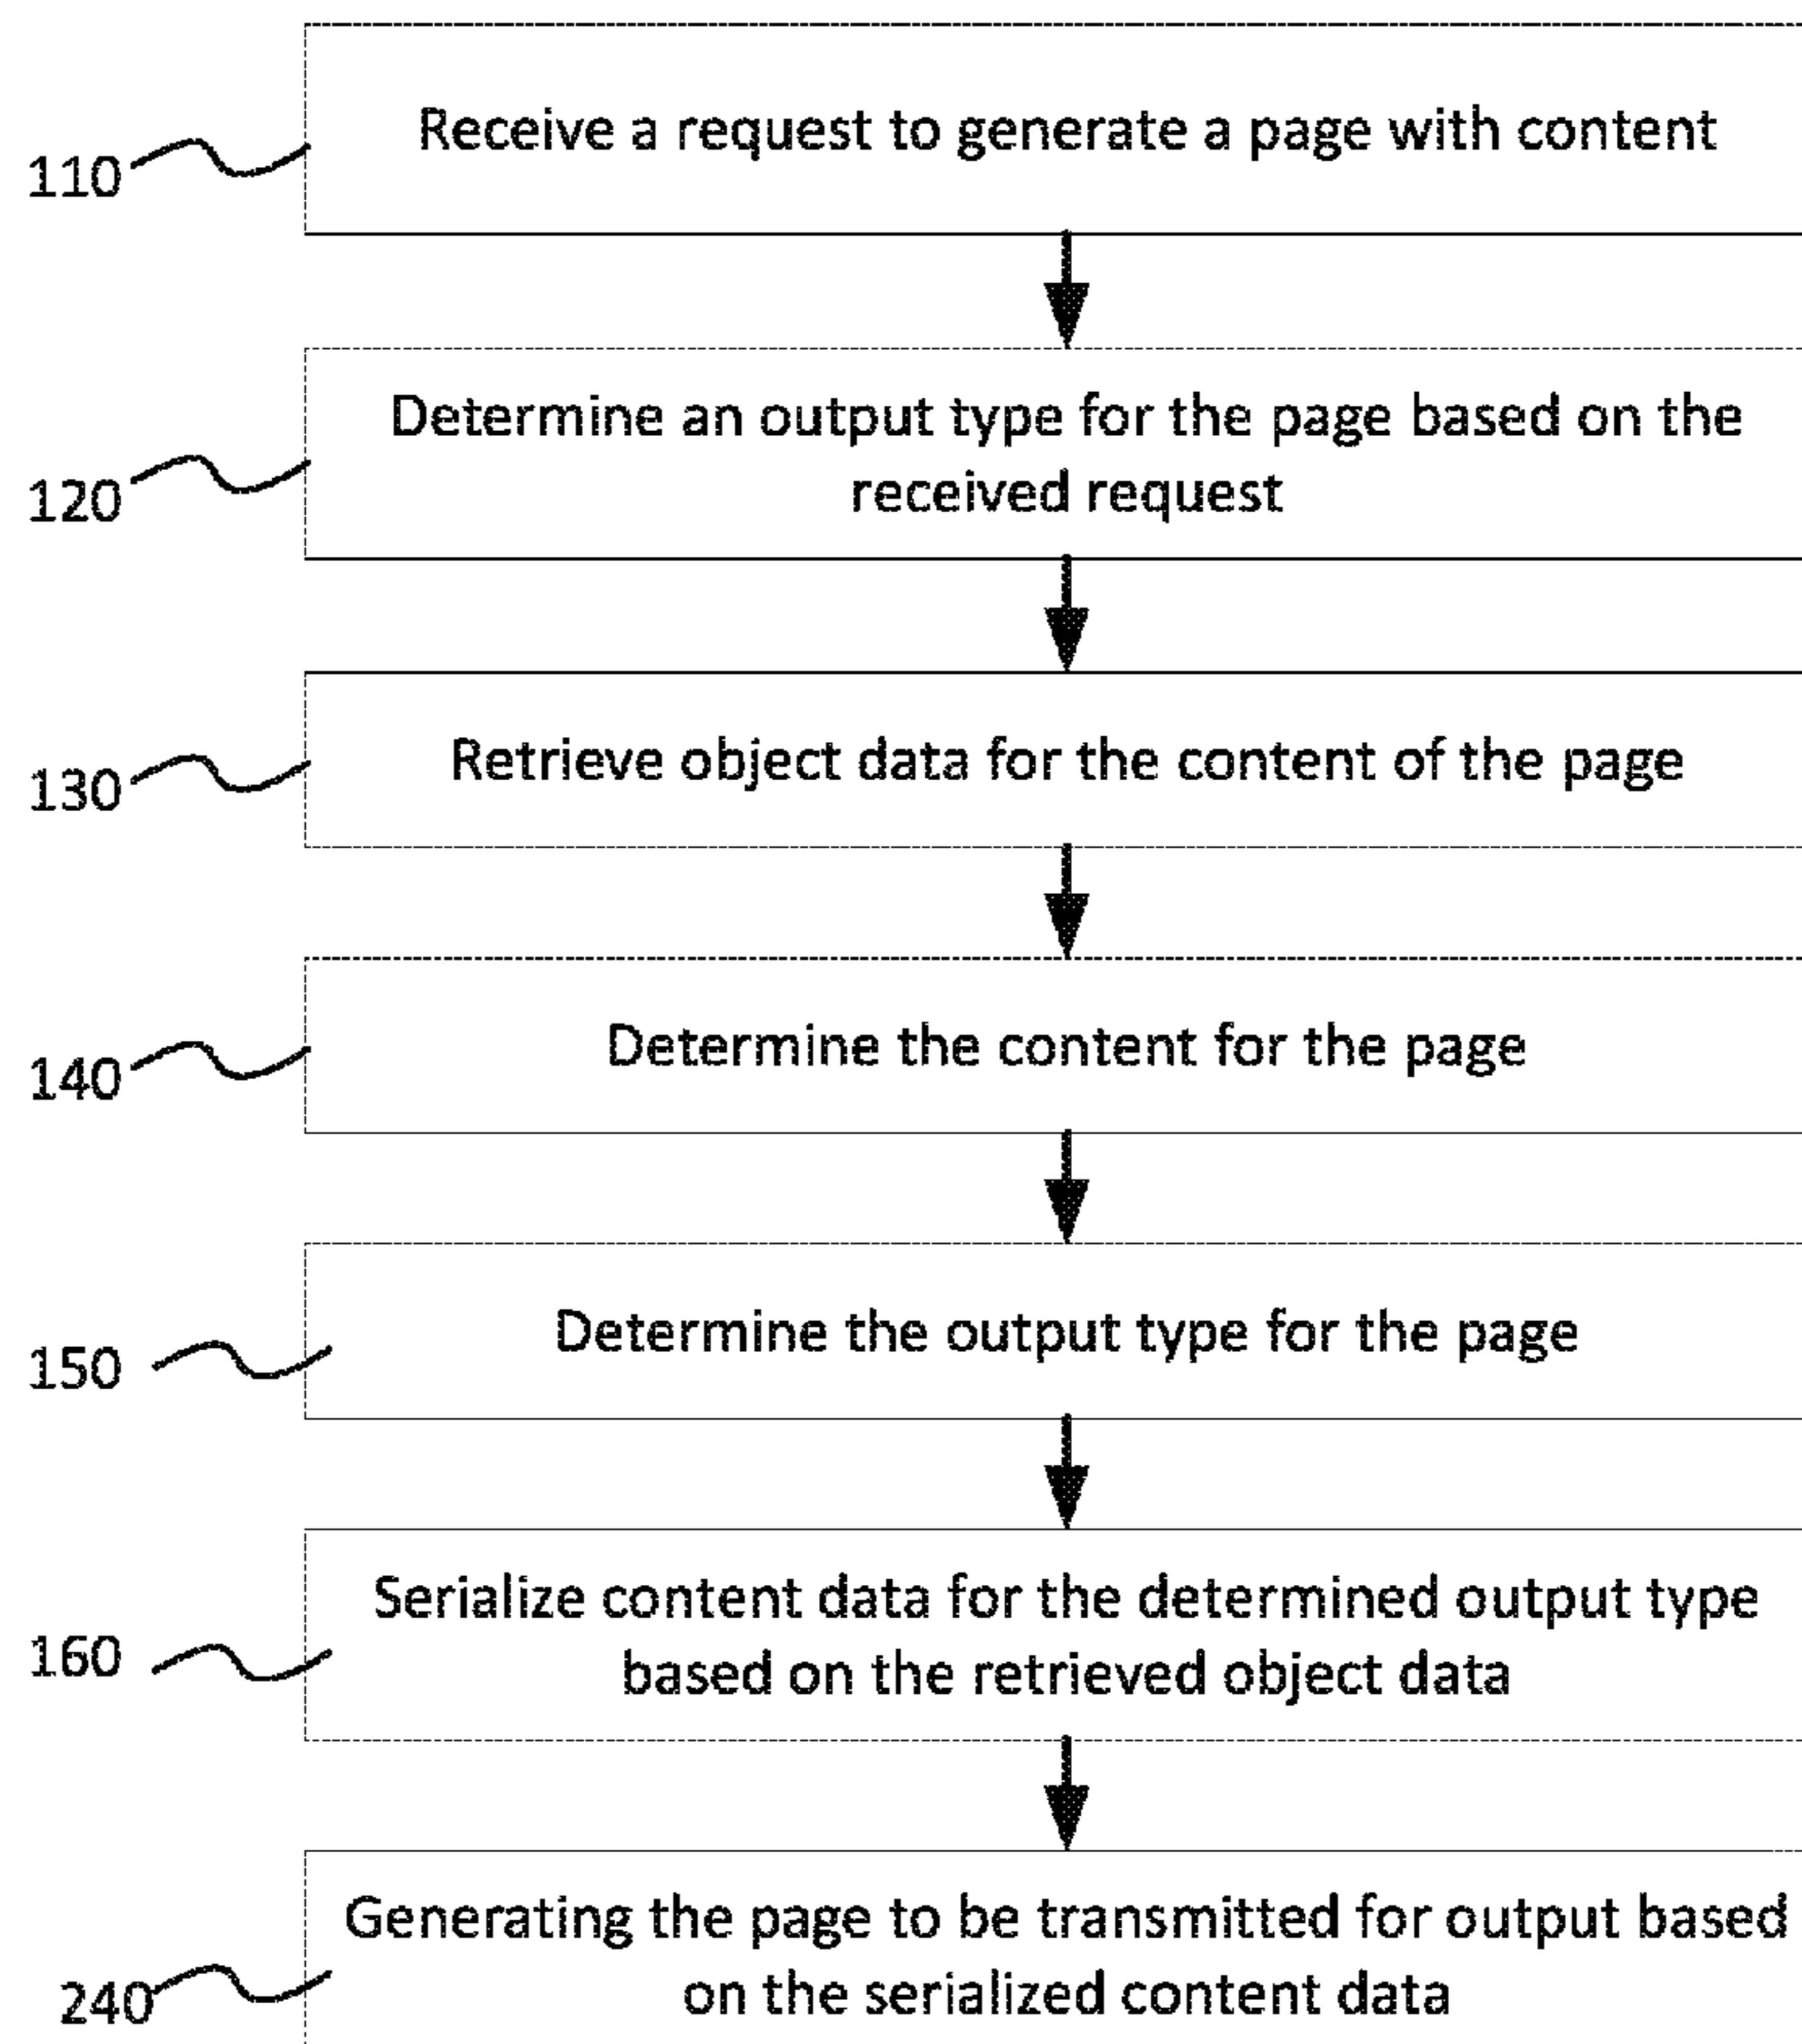 Receive a request to generate a page with content
110
Determine an output type for the page based on the
received request
120
Retrieve object data for the content of the page
130
Determine the content for the page
140
Determine the output type for the page
150
Serialize content data for the determined output type
based on the retrieved object data
160
Generating the page to be transmitted for output based
on the serialized content data
240